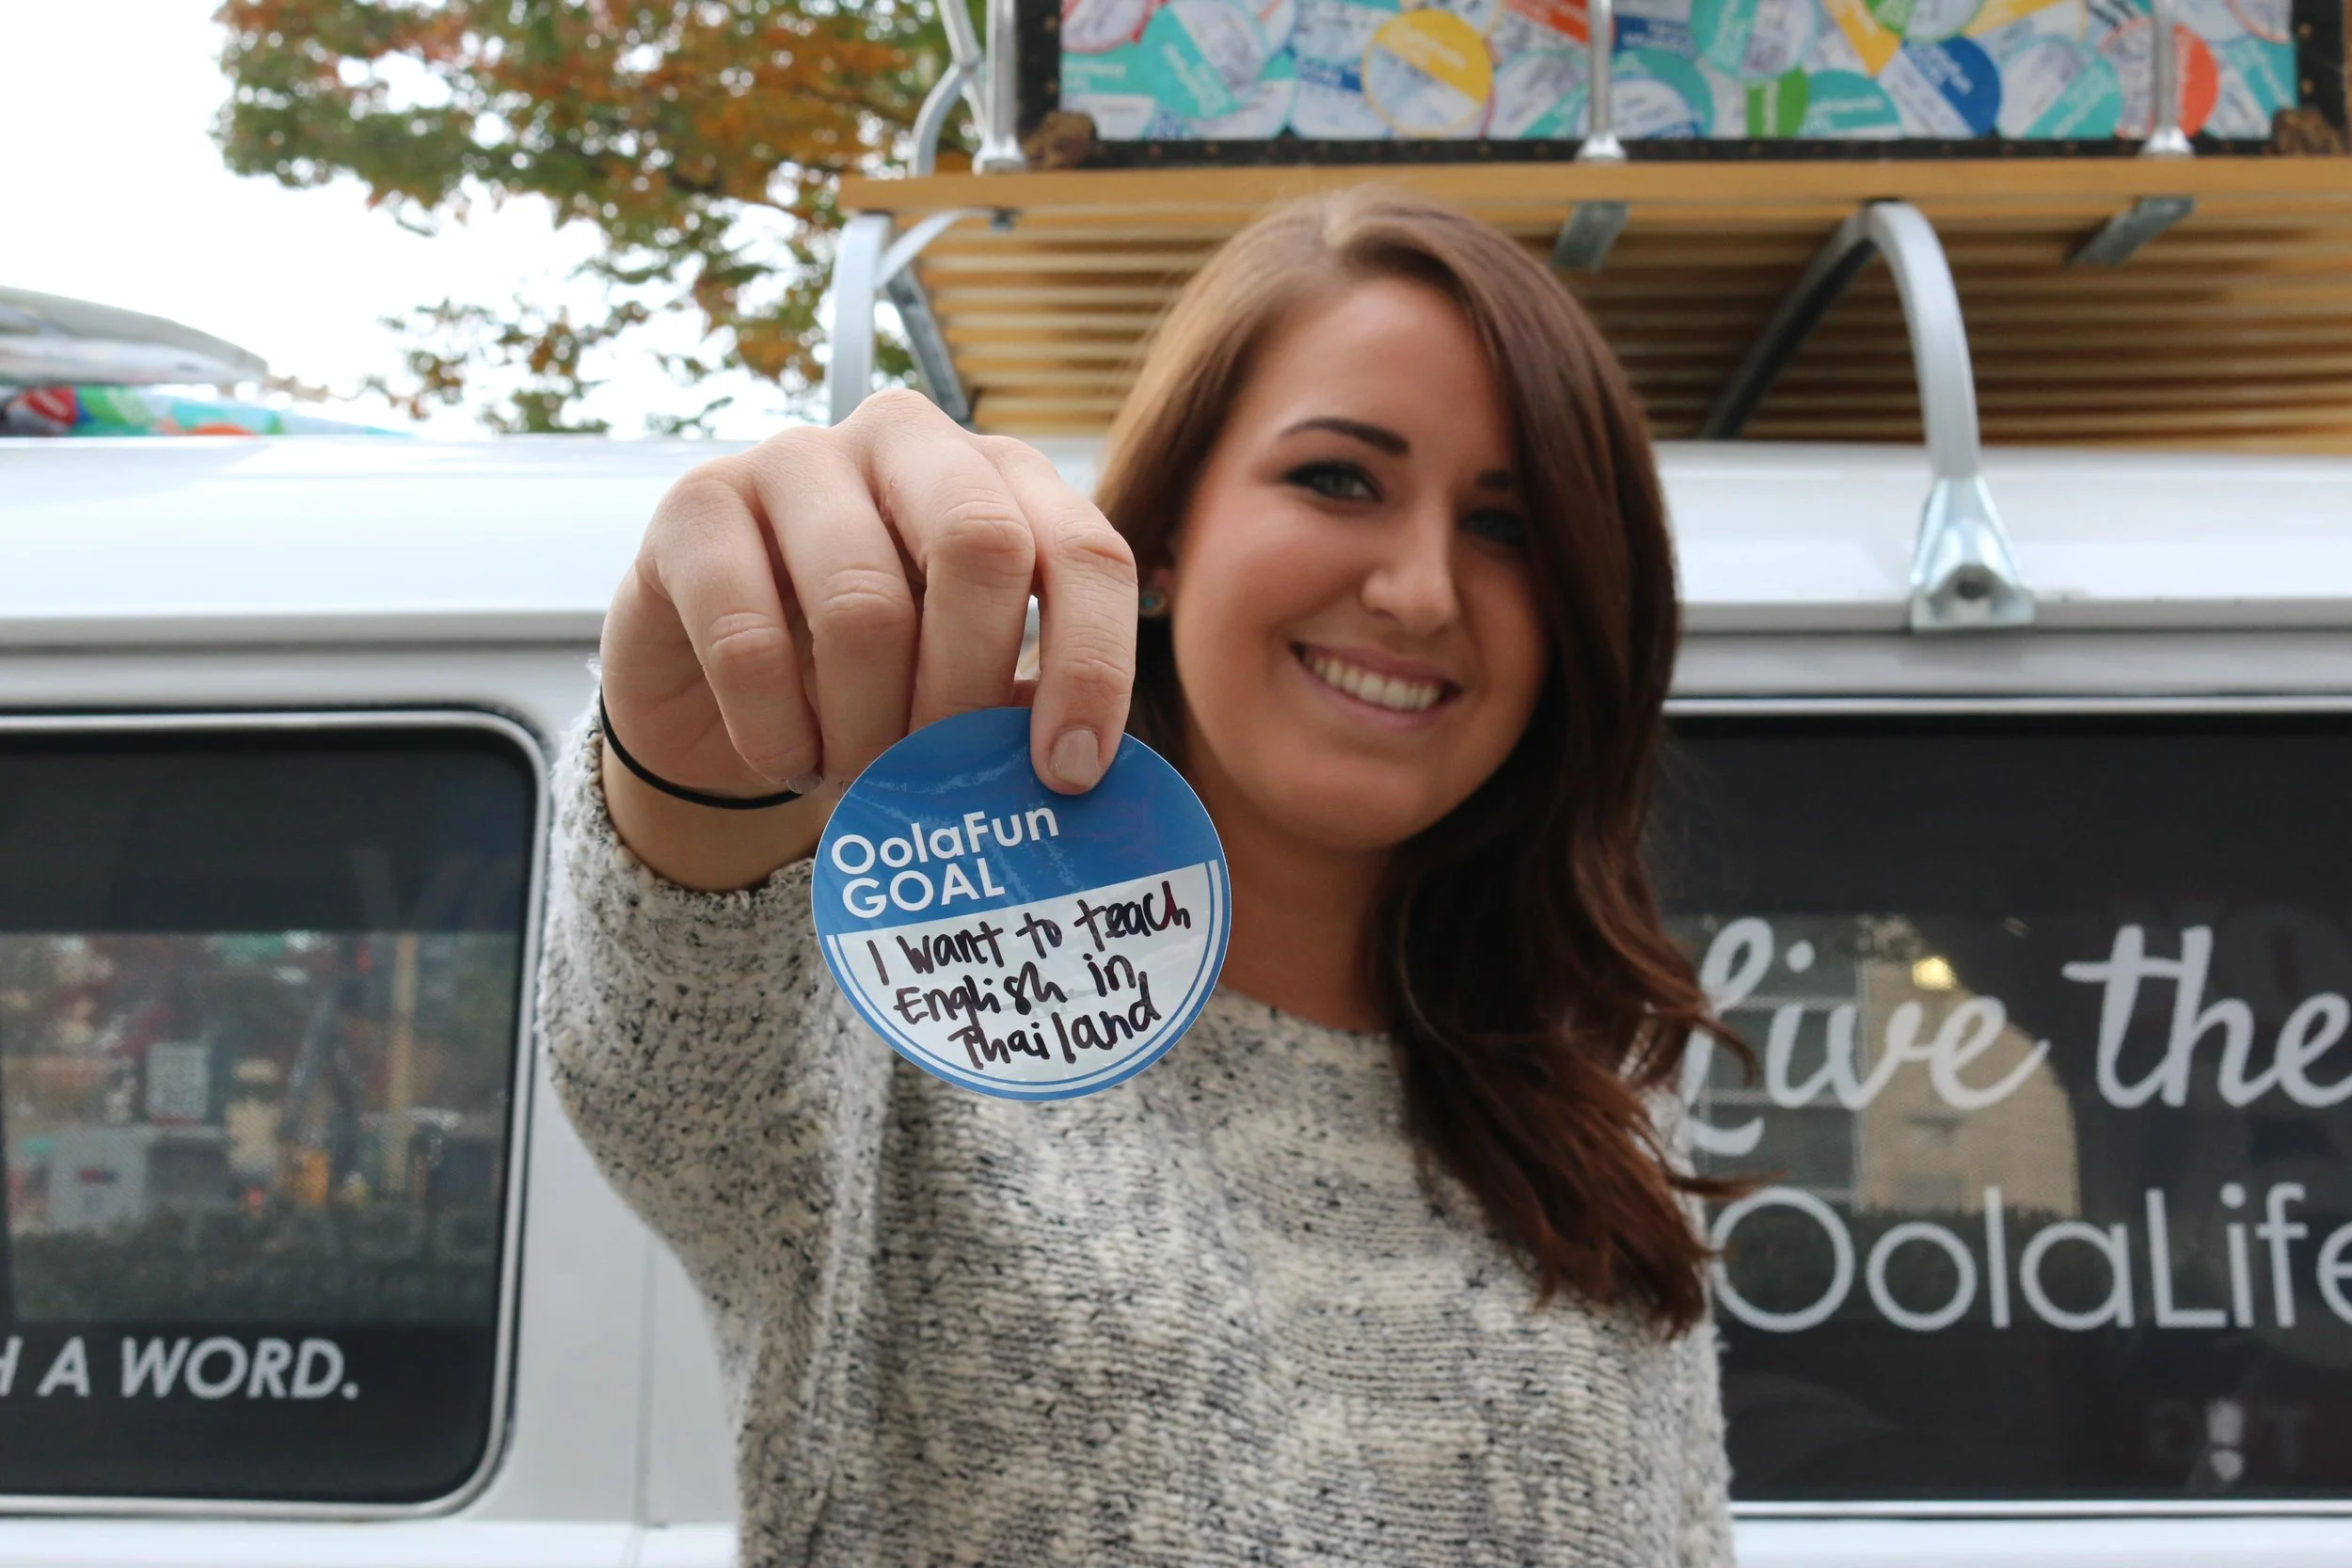 OolaFun
GOAL
I want to teach
English in
Thailand
A WORD.
Live the
OolaLife